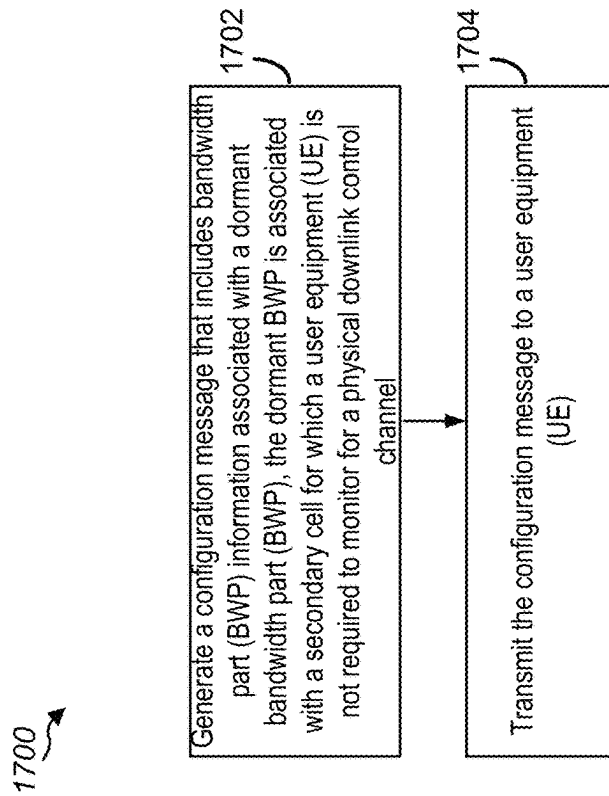 1700
1702
Generate a configuration message that includes bandwidth
part (BWP) information associated with a dormant
bandwidth part (BWP), the dormant BWP is associated
with a secondary cell for which a user equipment (UE) is
not required to monitor for a physical downlink control
channel
1704
Transmit the configuration message to a user equipment
(UE)